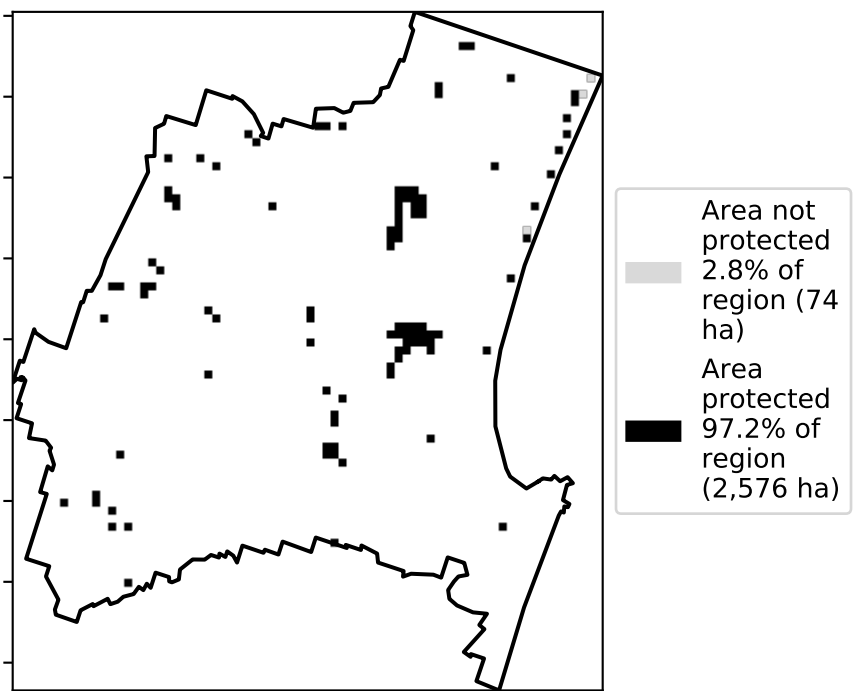 Area not
protected
2.8% of
region (74
ha)
Area
protected
97.2% of
region
(2,576 ha)